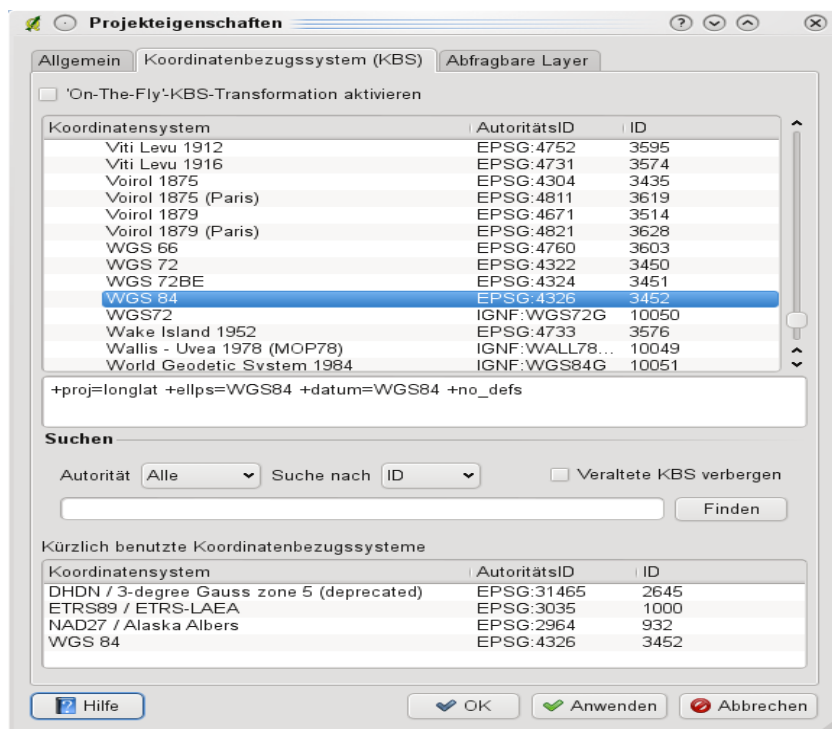 Projekteigenschaften
Allgemein Koordinatenbezugssystem (KBS) Abfragbare Layer
'On-The-Fly'-KBS-Transformation aktivieren
Koordinatensystem AutoritätsID ID
Viti Levu 1912 EPSG:4752 3595
Viti Levu 1916 EPSG:4731 3574
Voirol 1875 EPSG:4304 3435
Voirol 1875 (Paris) EPSG:4811 3619
Voirol 1879 EPSG:4671 3514
Voirol 1879 (Paris) EPSG:4821 3628
WGS 66 EPSG:4760 3603
WGS 72 EPSG:4322 3450
WGS 72BE EPSG:4324 3451
WGS 84 EPSG:4326 3452
WGS72 IGNF:WGS72G 10050
Wake Island 1952 EPSG:4733 3576
Wallis - Uvea 1978 (MOP78) IGNF:WALL78... 10049
World Geodetic System 1984 IGNF:WGS84G 10051
+proj=longlat +ellps=WGS84 +datum=WGS84 +no_defs
Suchen
Autorität Alle Suche nach ID Veraltete KBS verbergen
Finden
Kürzlich benutzte Koordinatenbezugssysteme
Koordinatensystem AutoritätsID ID
DHDN / 3-degree Gauss zone 5 (deprecated) EPSG:31465 2645
ETRS89 / ETRS-LAEA EPSG:3035 1000
NAD27 / Alaska Albers EPSG:2964 932
WGS 84 EPSG:4326 3452
Hilfe OK Anwenden Abbrechen